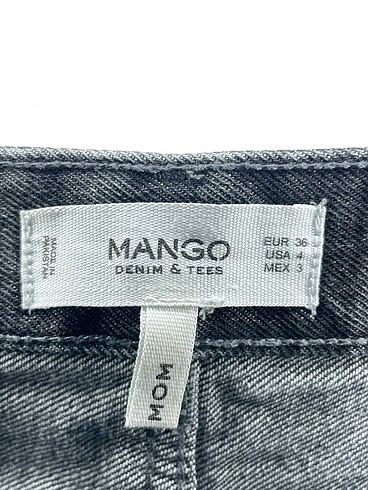 MADE IN
PAKISTAN
MANGO
DENIM & TEES
EUR 36
USA 4
MEX 3
MOM